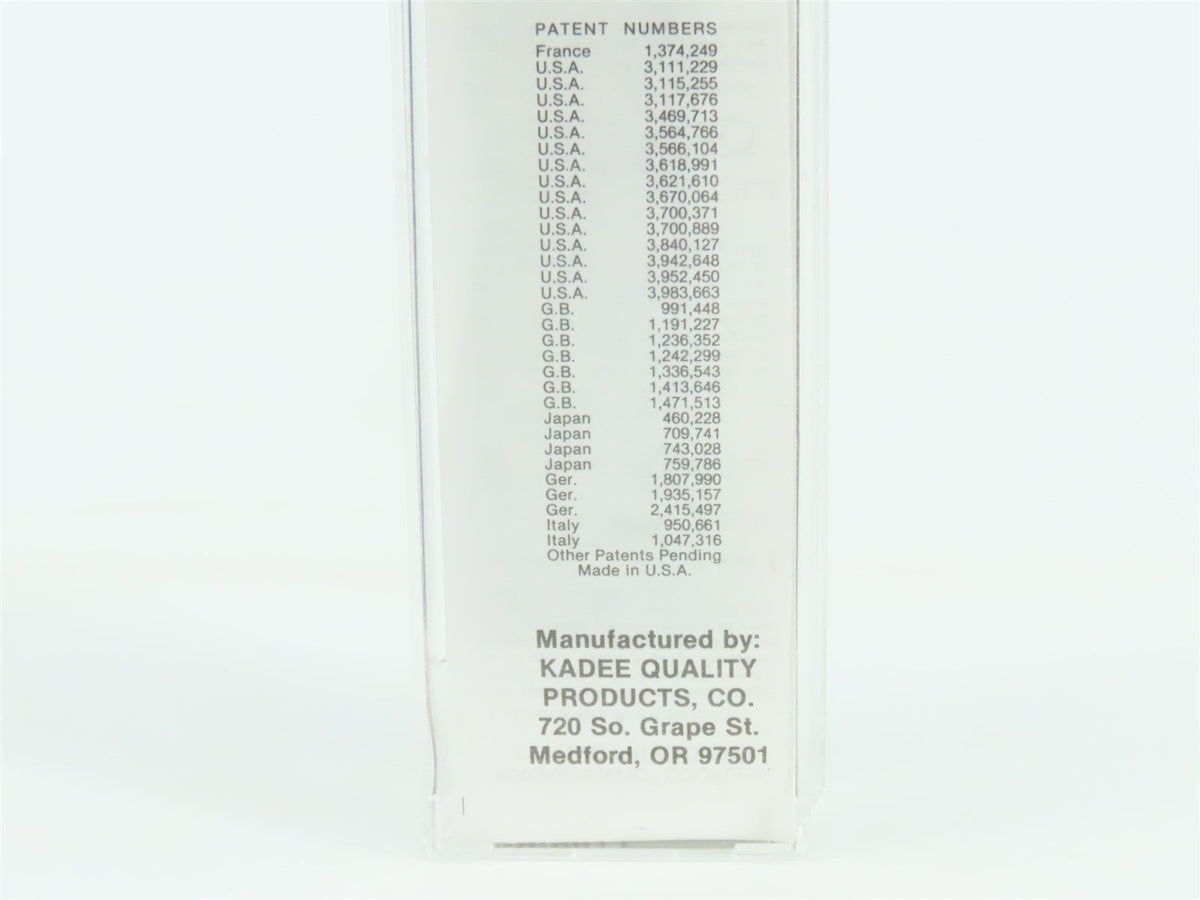 PATENT NUMBERS
France 1,374,249
U.S.A. 3,111,229
U.S.A. 3,115,255
U.S.A. 3,117,676
U.S.A. 3,469,713
U.S.A. 3,564,766
U.S.A. 3,566,104
U.S.A. 3,618,991
U.S.A. 3,621,610
U.S.A. 3,670,064
U.S.A. 3,700,371
U.S.A. 3,700,889
U.S.A. 3,840,127
U.S.A. 3,942,648
U.S.A. 3,952,450
U.S.A. 3,983,663
G.B. 991,448
G.B. 1,191,227
G.B. 1,236,352
G.B. 1,242,299
G.B. 1,336,543
G.B. 1,413,646
G.B. 1,471,513
Japan 460,228
Japan 709,741
Japan 743,028
Japan 759,786
Ger. 1,807,990
Ger. 1,935,157
Ger. 2,415,497
Italy 950,661
Italy 1,047,316
Other Patents Pending
Made in U.S.A.
Manufactured by:
KADEE QUALITY
PRODUCTS, CO.
720 So. Grape St.
Medford, OR 97501